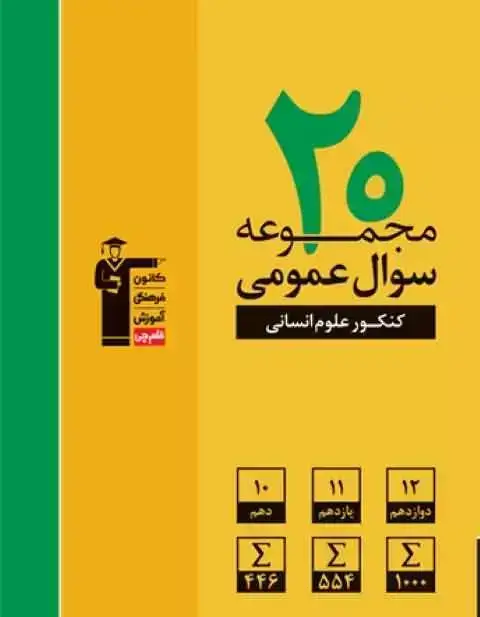 ۲۰
مجموعه
سوال عمومی
کنکور علوم انسانی
کانون
فرهنگی
آموزش
قلم‌چی
۱۲ ۱۱ ۱۰
دوازدهم یازدهم دهم
Σ Σ Σ
۱۰۰۰ ۵۵۴ ۴۴۶